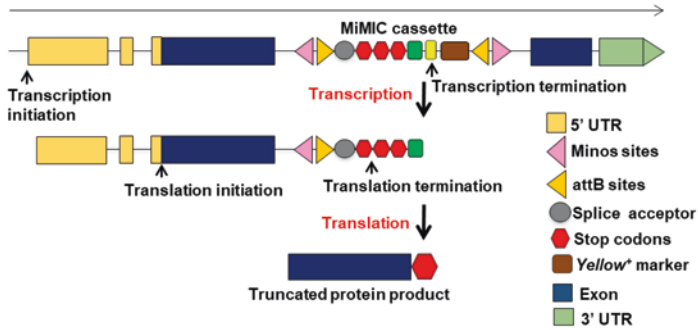 MiMIC cassette
Transcription
initiation
Transcription termination
Transcription
Translation initiation
Translation termination
Translation
Truncated protein product
5' UTR
Minos sites
attB sites
Splice acceptor
Stop codons
Yellow+ marker
Exon
3' UTR